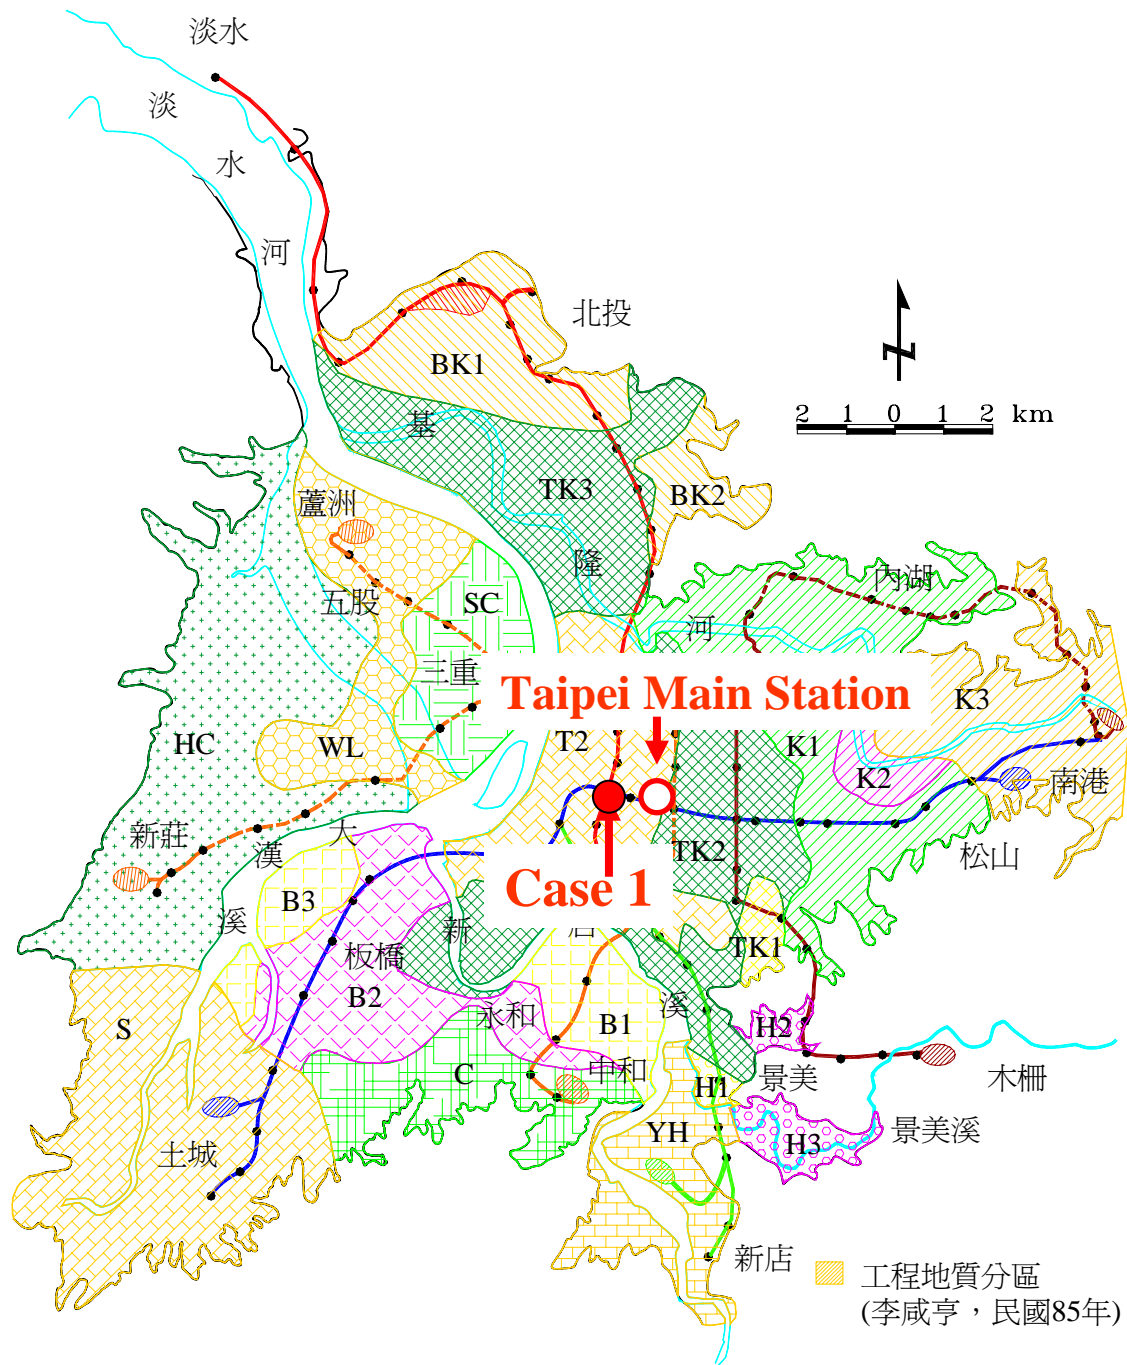 淡水
淡
水
河
北投
BK1
2 1 0 1 2 km
基
TK3
BK2
蘆洲
隆
內湖
五股
SC
河
三重
Taipei Main Station
K3
HC
WL
T2
K1
K2
南港
新莊
大
漢
TK2
松山
Case 1
B3
溪
新
店
板橋
TK1
B2
永和
溪
S
B1
H2
C
中和
H1
景美
木柵
YH
H3
景美溪
土城
新店
工程地質分區
(李咸亨，民國85年)